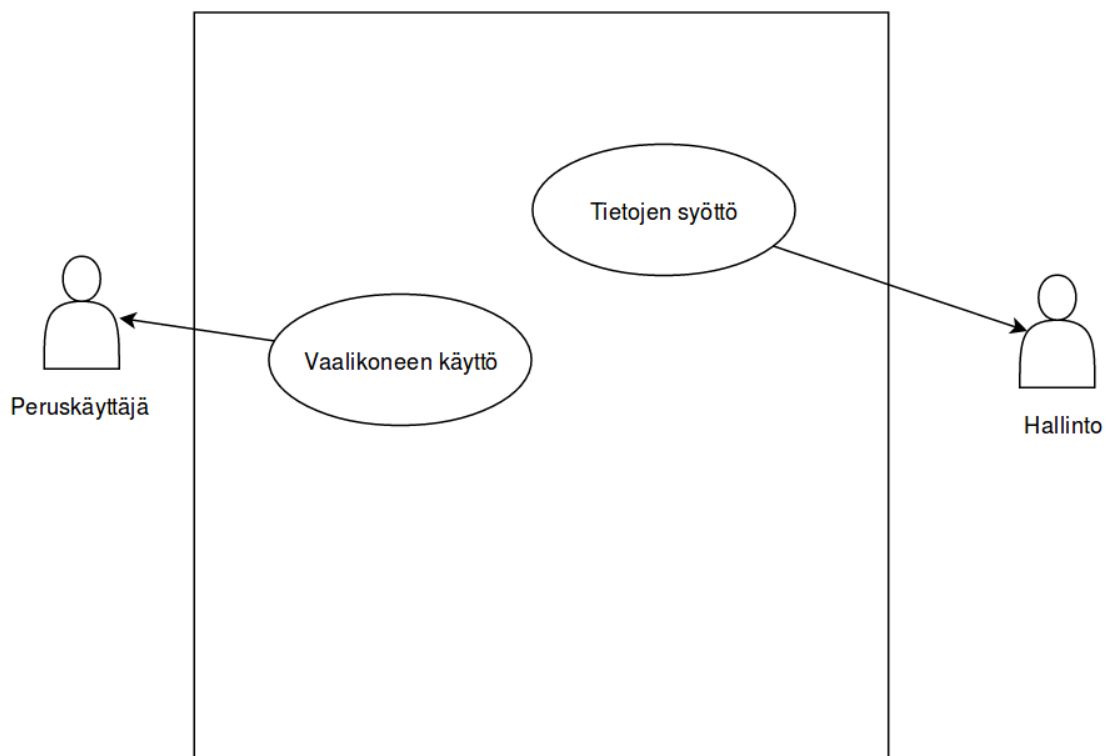 Tietojen syöttö
Vaalikoneen käyttö
Peruskäyttäjä
Hallinto